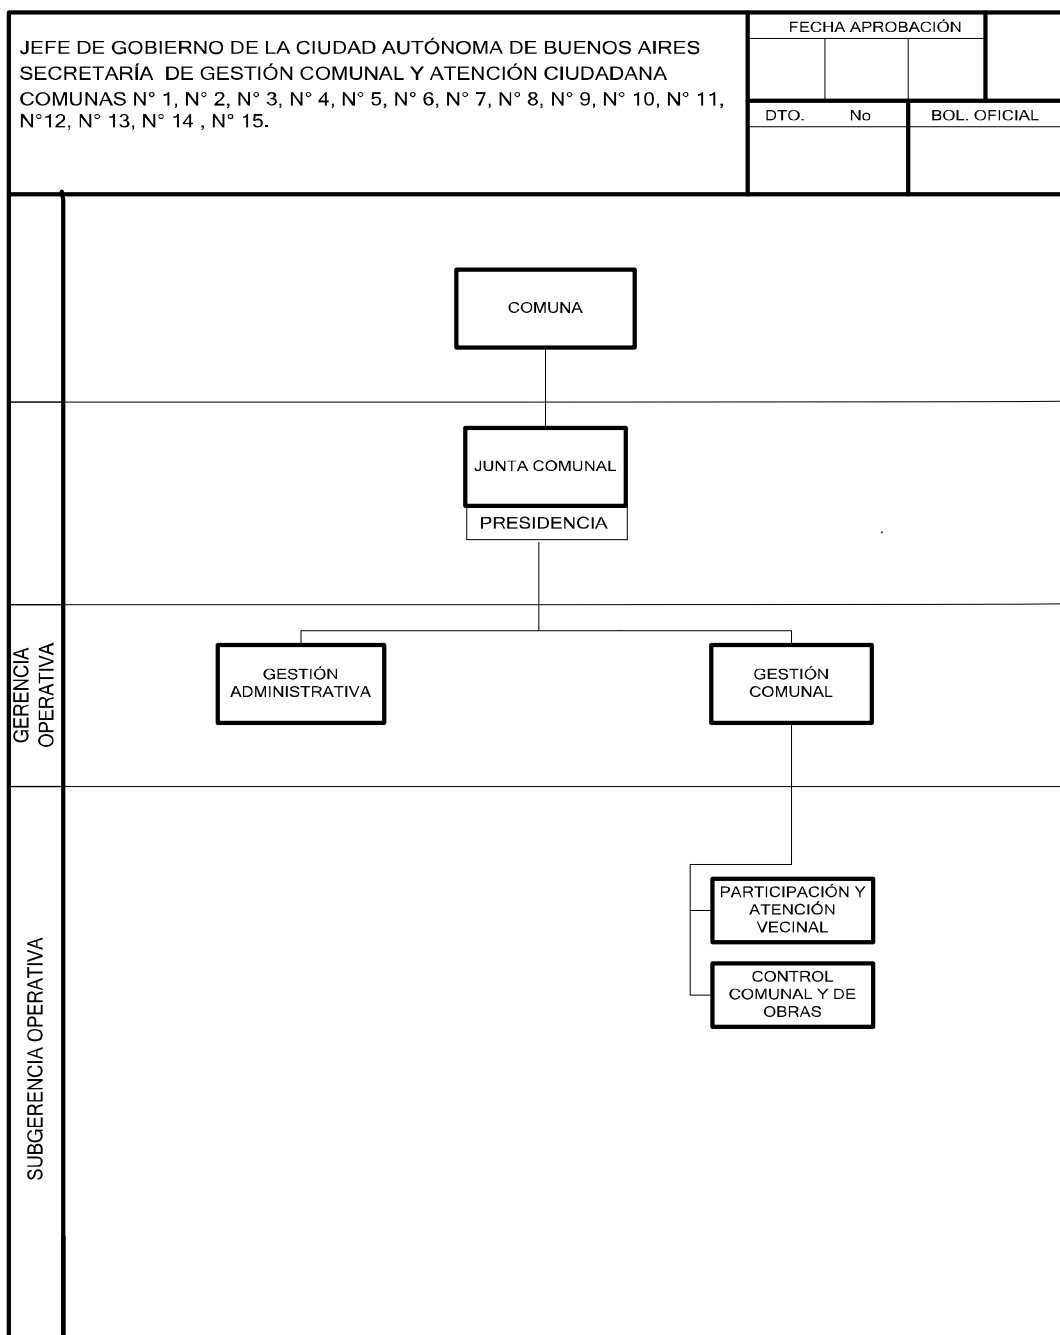 JEFE DE GOBIERNO DE LA CIUDAD AUTÓNOMA DE BUENOS AIRES
SECRETARÍA  DE GESTIÓN COMUNAL Y ATENCIÓN CIUDADANA
COMUNAS N° 1, N° 2, N° 3, N° 4, N° 5, N° 6, N° 7, N° 8, N° 9, N° 10, N° 11,
N°12, N° 13, N° 14 , N° 15.
FECHA APROBACIÓN
DTO. No
BOL. OFICIAL
COMUNA
JUNTA COMUNAL
PRESIDENCIA
GERENCIA
OPERATIVA
GESTIÓN
ADMINISTRATIVA
GESTIÓN
COMUNAL
SUBGERENCIA OPERATIVA
PARTICIPACIÓN Y
ATENCIÓN
VECINAL
CONTROL
COMUNAL Y DE
OBRAS